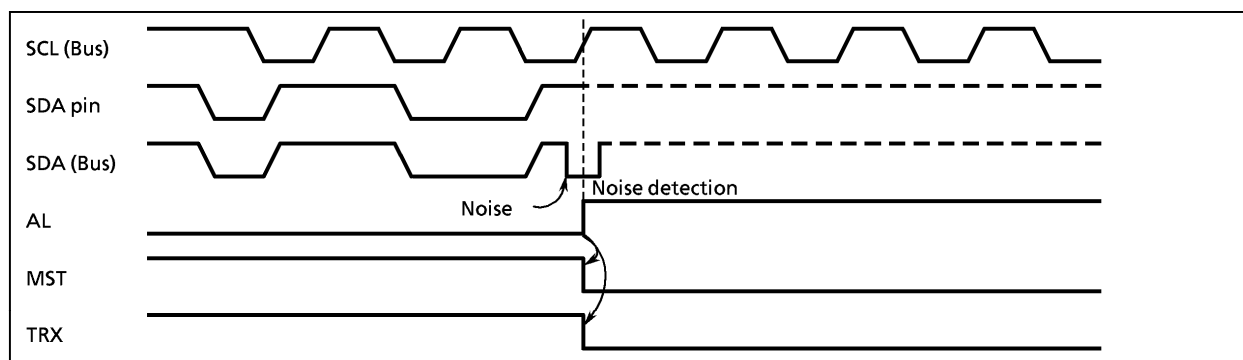 SCL (Bus)
SDA pin
SDA (Bus)
Noise detection
Noise
AL
MST
TRX